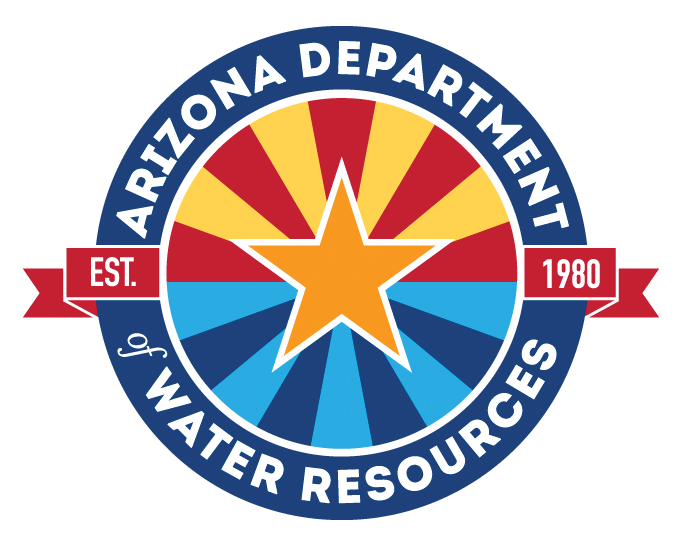 ARIZONA DEPARTMENT
EST.
1980
of WATER RESOURCES